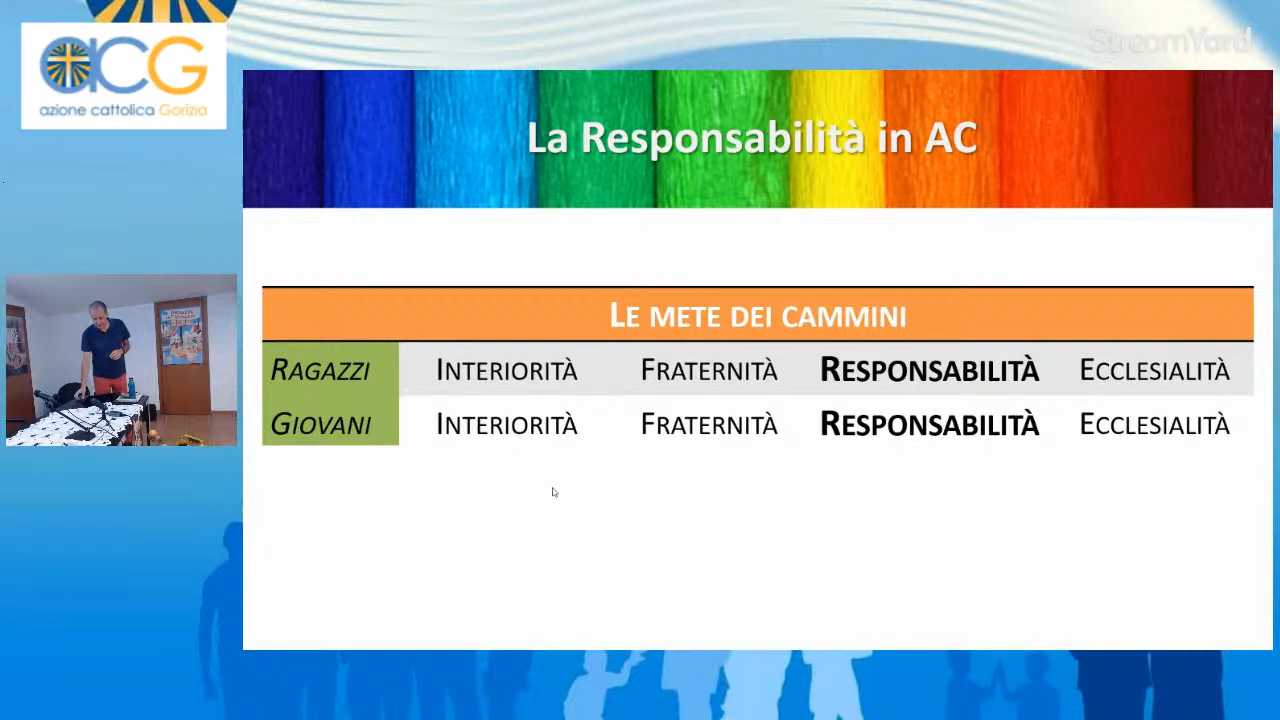 aCG
azione cattolica Gorizia
StreamYard
La Responsabilità in AC
LE METE DEI CAMMINI
RAGAZZI INTERIORITÀ FRATERNITÀ RESPONSABILITÀ ECCLESIALITÀ
GIOVANI INTERIORITÀ FRATERNITÀ RESPONSABILITÀ ECCLESIALITÀ